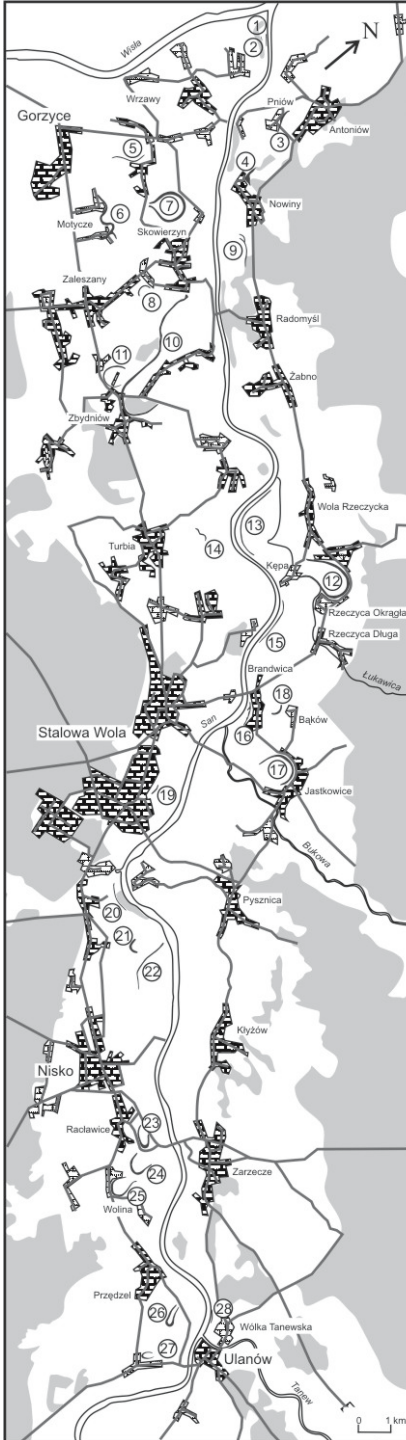 Wisła
1
2
N
Wrzawy
Pniów
3
Antoniów
Gorzyce
5
4
Nowiny
6
7
Motycze
Skowierzyn
9
Zaleszany
8
Radomyśl
10
11
Żabno
Zbydniów
Wola Rzeczycka
13
Turbia
14
Kępa
12
Rzeczyca Okrągła
15
Rzeczyca Długa
Brandwica
Łukawica
18
San
Bąków
Stalowa Wola
16
17
19
Jastkowice
Bukowa
20
Pysznica
21
22
Kłyżów
Nisko
23
Racławice
24
Zarzecze
25
Wolina
Przędzel
26
28
Wólka Tanewska
27
Ulanów
Tanew
0 1 km